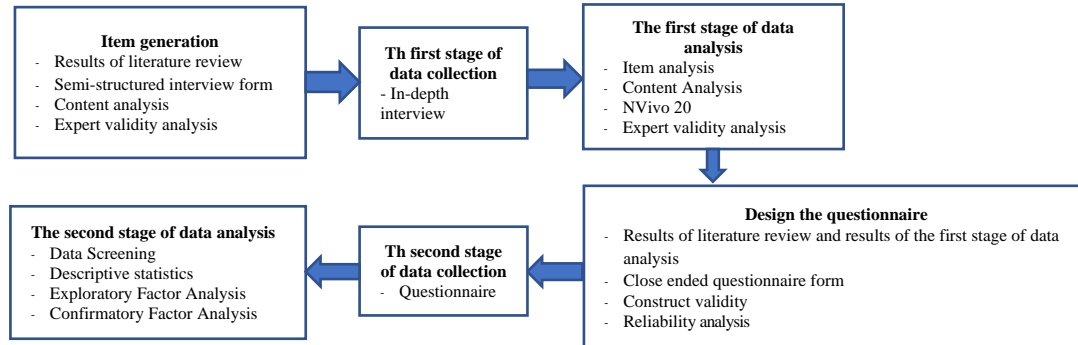 Item generation
- Results of literature review
- Semi-structured interview form
- Content analysis
- Expert validity analysis
Th first stage of
data collection
- In-depth
interview
The first stage of data
analysis
- Item analysis
- Content Analysis
- NVivo 20
- Expert validity analysis
Design the questionnaire
- Results of literature review and results of the first stage of data
analysis
- Close ended questionnaire form
- Construct validity
- Reliability analysis
Th second stage
of data collection
- Questionnaire
The second stage of data analysis
- Data Screening
- Descriptive statistics
- Exploratory Factor Analysis
- Confirmatory Factor Analysis